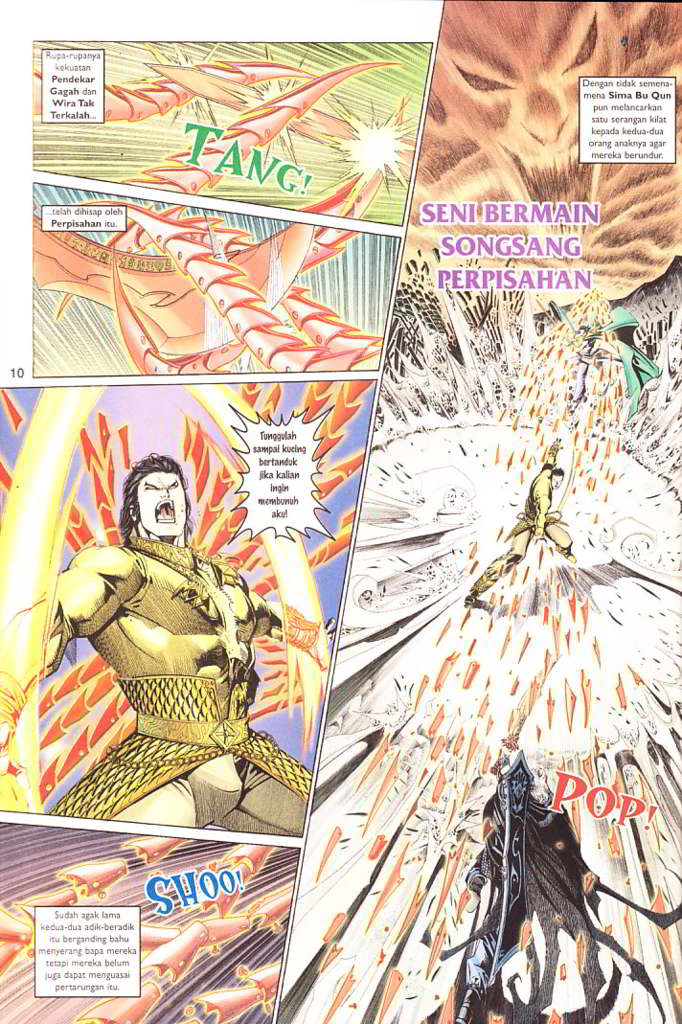 Rupa-rupanya
kekuatan
Pendekar
Gagah dan
Wira Tak
Terkalah...
TANG!
...telah dihisap oleh
Perpisahan itu.
Dengan tidak semena-
mena Sima Bu Qun
pun melancarkan
satu serangan kilat
kepada kedua-dua
orang anaknya agar
mereka berundur.
SENI BERMAIN
SONGSANG
PERPISAHAN
10
Tunggulah
sampai kucing
bertanduk
jika kalian
ingin
membunuh
aku!
POP!
SHOO!
Sudah agak lama
kedua-dua adik-beradik
itu berganding bahu
menyerang bapa mereka
tetapi mereka belum
juga dapat menguasai
pertarungan itu.